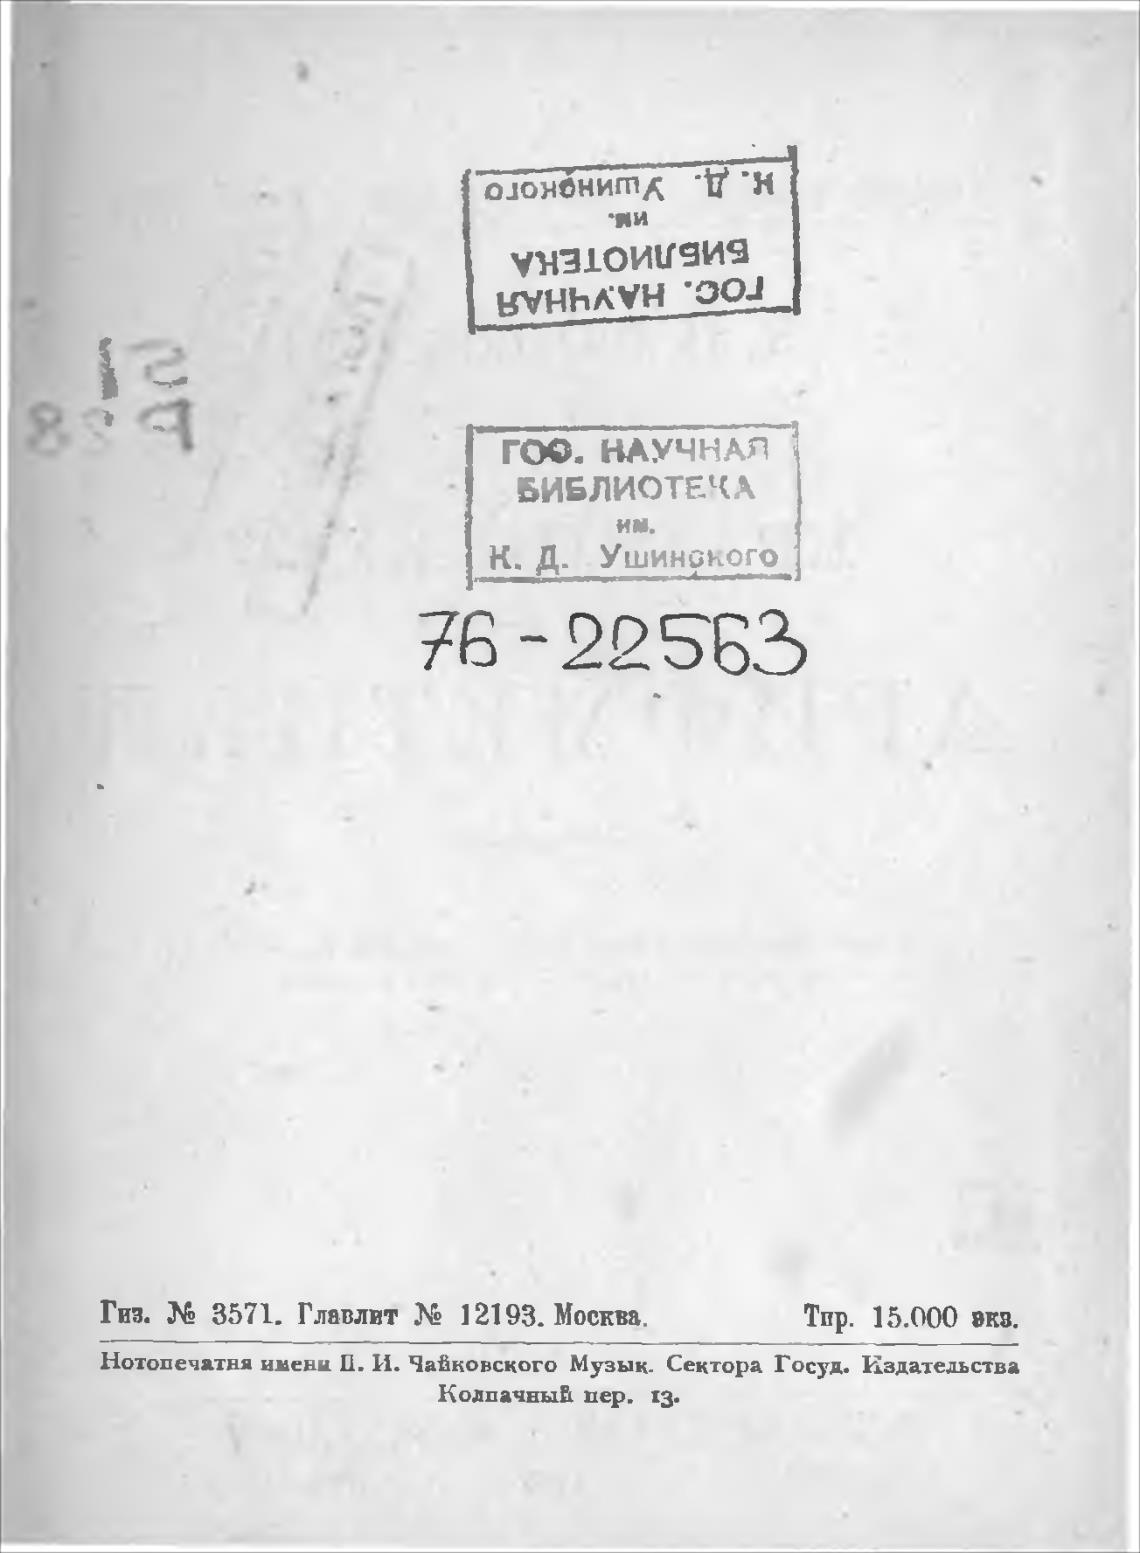 ГОС. НАУЧНАЯ
БИБЛИОТЕКА
им.
К. Д. Ушинского
ГОС. НАУЧНАЯ
БИБЛИОТЕКА
им.
К. Д. Ушинского
76-22563
Гиз. № 3571. Главлит № 12193. Москва. Тир. 15.000 экз.
Нотопечатня имени П. И. Чайковского Музык. Сектора Госуд. Издательства
Колпачный пер. 13.